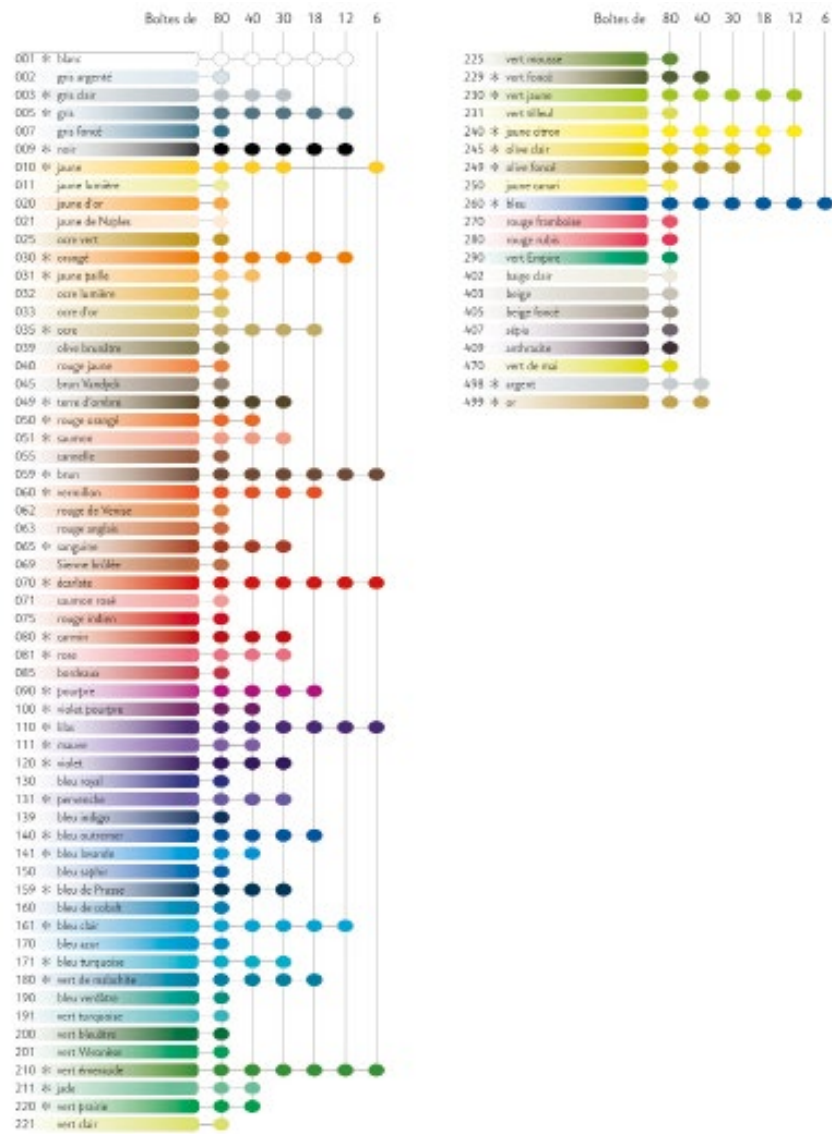 Boîtes de 80 40 30 18 12 6
001 * blanc
002 gris argenté
003 * gris clair
005 * gris
007 gris foncé
009 * noir
010 * jaune
011 jaune lumière
020 jaune d'or
021 jaune de Naples
025 ocre vert
030 * orangé
031 * jaune paille
032 ocre lumière
033 ocre d'or
035 * ocre
039 olive brunâtre
040 rouge jaune
045 brun Vandyck
049 * terre d'ombre
050 * rouge orangé
051 * saumon
055 cannelle
059 * brun
060 * vermillon
062 rouge de Venise
063 rouge anglais
065 * sanguine
069 Sienne brûlée
070 * écarlate
071 saumon rosé
075 rouge indien
080 * carmin
081 * rose
085 bordeaux
090 * pourpre
100 * violet pourpre
110 * lilas
111 * mauve
120 * violet
130 bleu royal
131 * pervenche
139 bleu indigo
140 * bleu outremer
141 * bleu lavande
150 bleu saphir
159 * bleu de Prusse
160 bleu de cobalt
161 * bleu clair
170 bleu azur
171 * bleu turquoise
180 * vert de malachite
190 bleu verdâtre
191 vert turquoise
200 vert bleuâtre
201 vert Véronèse
210 * vert émeraude
211 * jade
220 * vert prairie
221 vert clair
Boîtes de 80 40 30 18 12 6
225 vert mousse
229 * vert foncé
230 * vert jaune
231 vert tilleul
240 * jaune citron
245 * olive clair
249 * olive foncé
250 jaune canari
260 * bleu
270 rouge framboise
280 rouge rubis
290 vert Empire
402 beige clair
403 beige
405 beige foncé
407 sépia
409 anthracite
470 vert de mai
498 * argent
499 * or